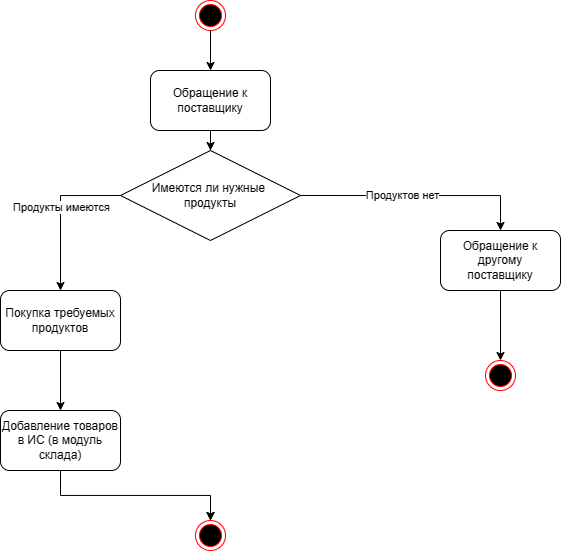 Обращение к
поставщику
Имеются ли нужные
продукты
Продукты имеются
Продуктов нет
Обращение к
другому
поставщику
Покупка требуемых
продуктов
Добавление товаров
в ИС (в модуль
склада)